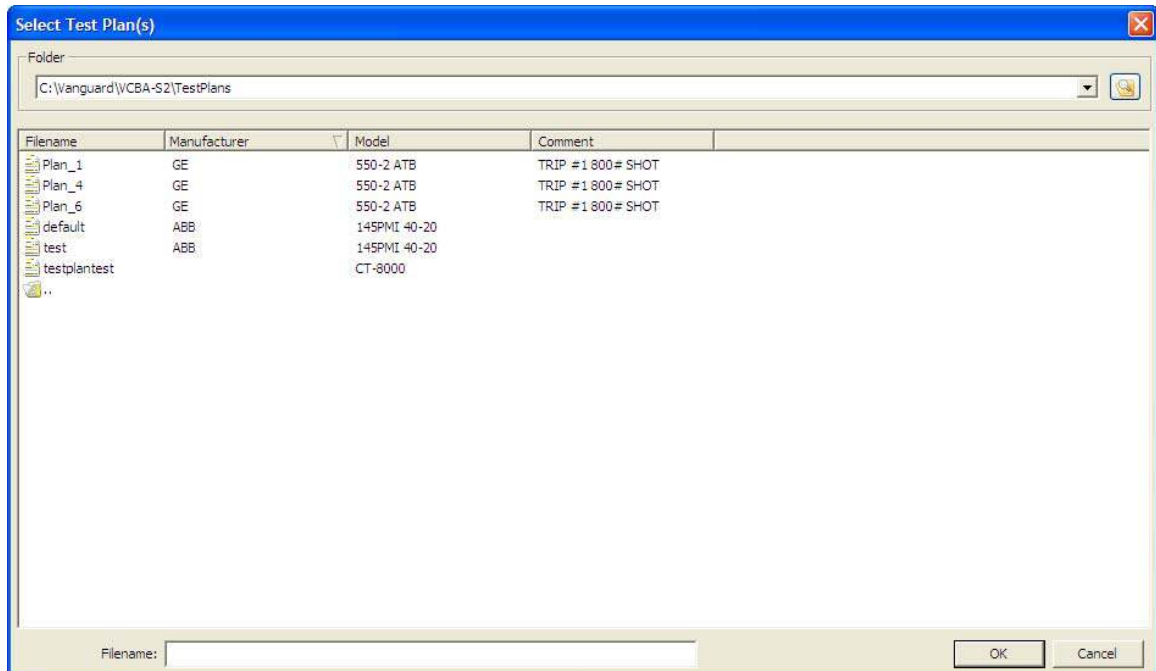 Select Test Plan(s)
Folder
C:\Vanguard\VCBA-S2\TestPlans
Filename Manufacturer Model Comment
Plan_1 GE 550-2 ATB TRIP #1 800# SHOT
Plan_4 GE 550-2 ATB TRIP #1 800# SHOT
Plan_6 GE 550-2 ATB TRIP #1 800# SHOT
default ABB 145PMI 40-20
test ABB 145PMI 40-20
testplantest CT-8000
..
Filename: OK Cancel